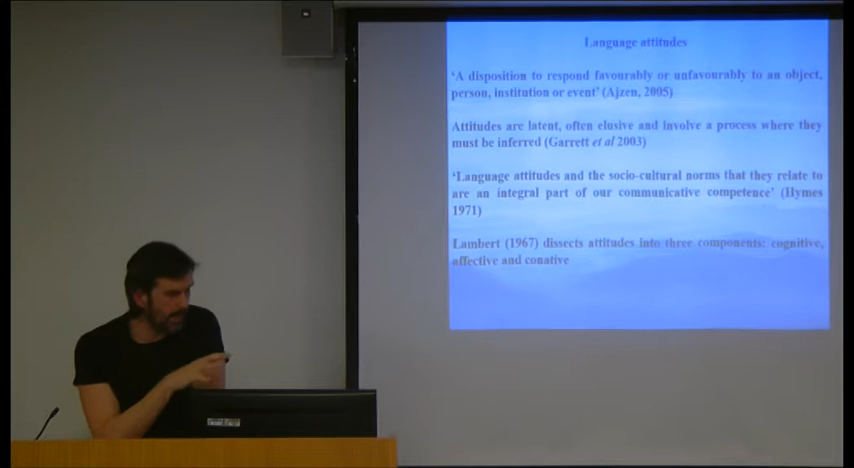 Language attitudes
‘A disposition to respond favourably or unfavourably to an object,
person, institution or event’ (Ajzen, 2005)
Attitudes are latent, often elusive and involve a process where they
must be inferred (Garrett et al 2003)
‘Language attitudes and the socio-cultural norms that they relate to
are an integral part of our communicative competence’ (Hymes
1971)
Lambert (1967) dissects attitudes into three components: cognitive,
affective and conative